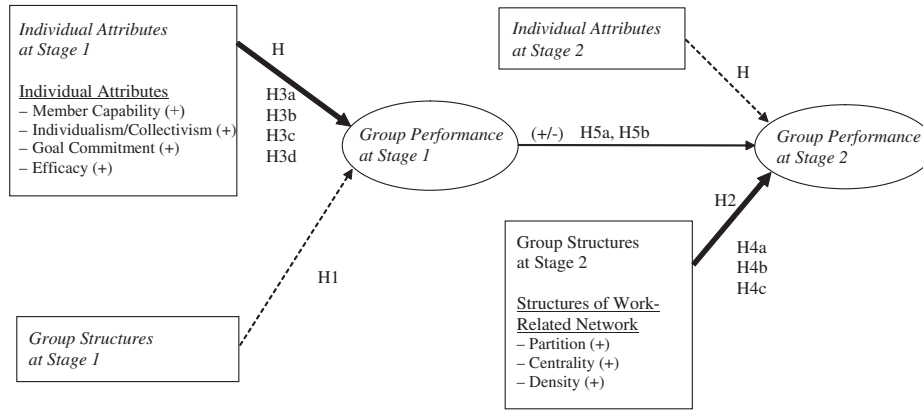 Individual Attributes
at Stage 1
Individual Attributes
– Member Capability (+)
– Individualism/Collectivism (+)
– Goal Commitment (+)
– Efficacy (+)
H
H3a
H3b
H3c
H3d
Group Performance
at Stage 1
H1
Group Structures
at Stage 1
(+/-) H5a, H5b
Individual Attributes
at Stage 2
H
Group Performance
at Stage 2
H2
H4a
H4b
H4c
Group Structures
at Stage 2
Structures of Work-
Related Network
– Partition (+)
– Centrality (+)
– Density (+)